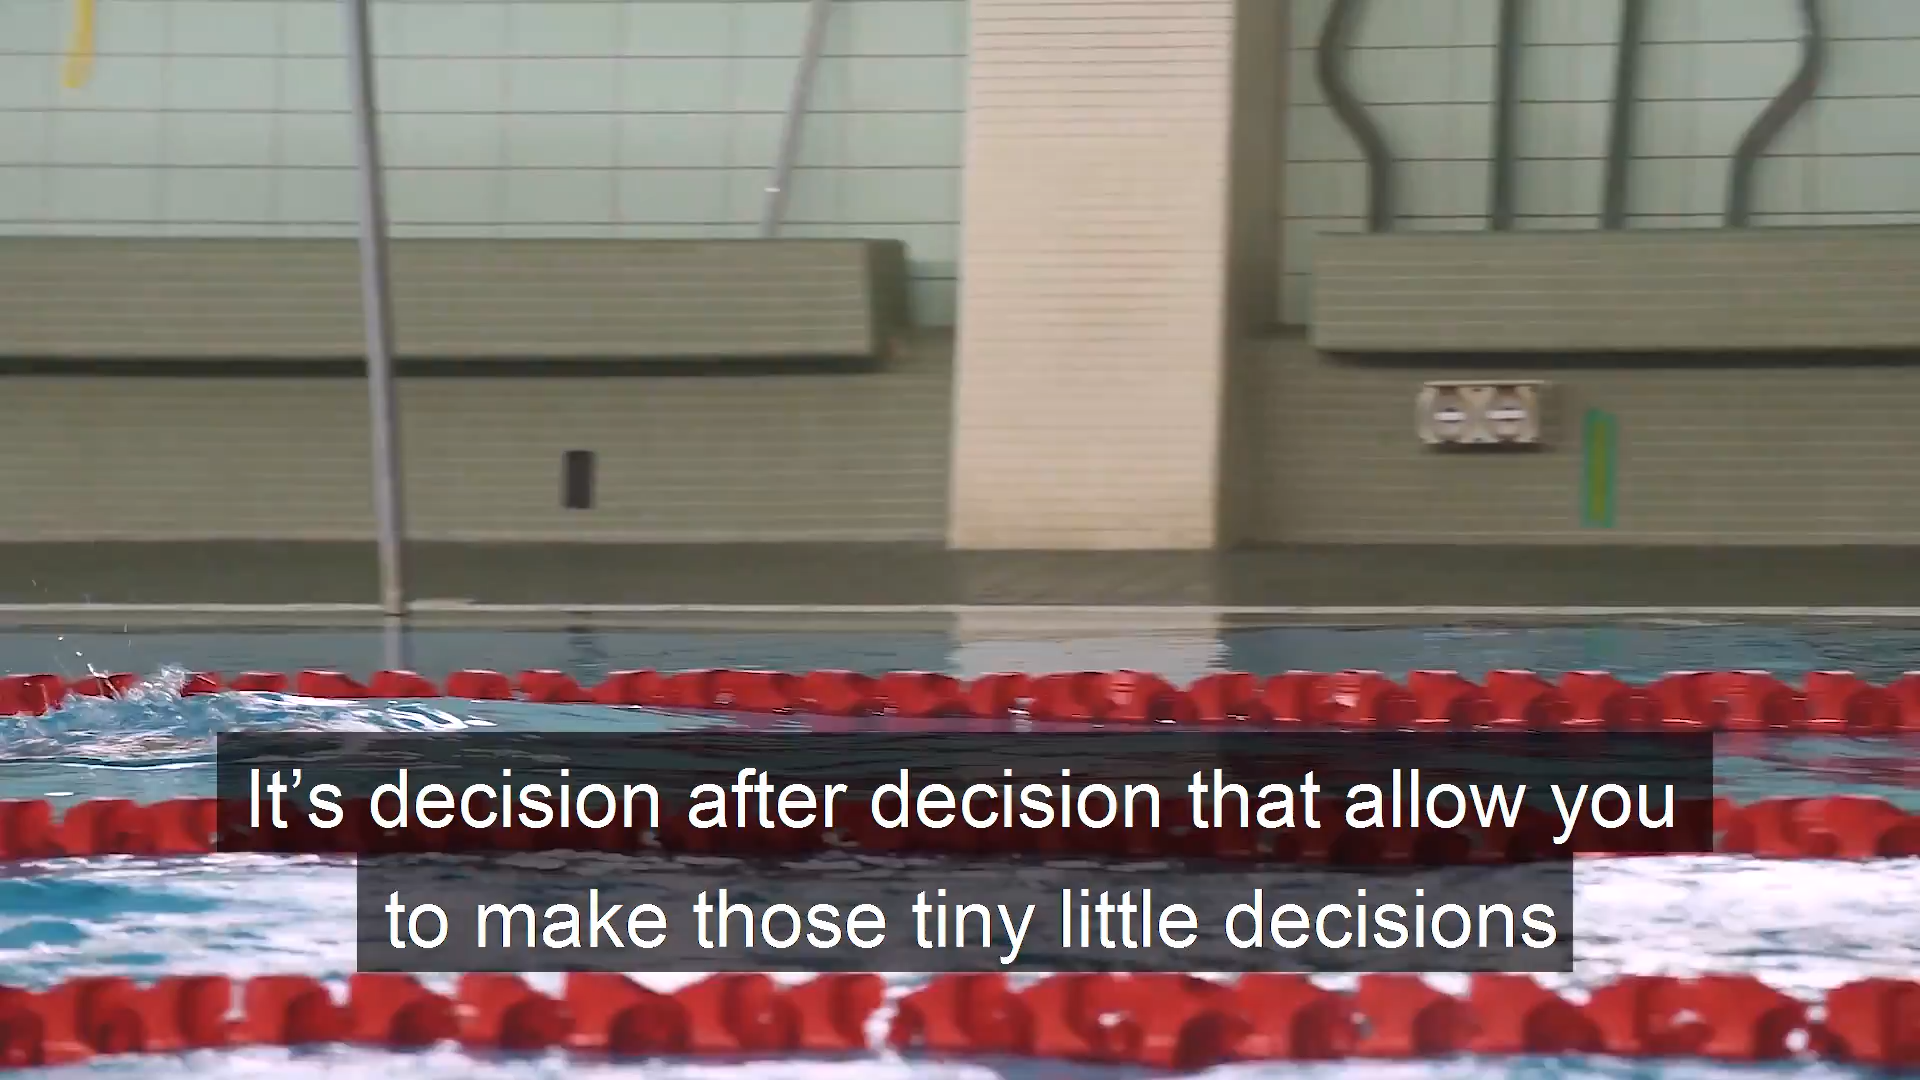 It’s decision after decision that allow you
to make those tiny little decisions